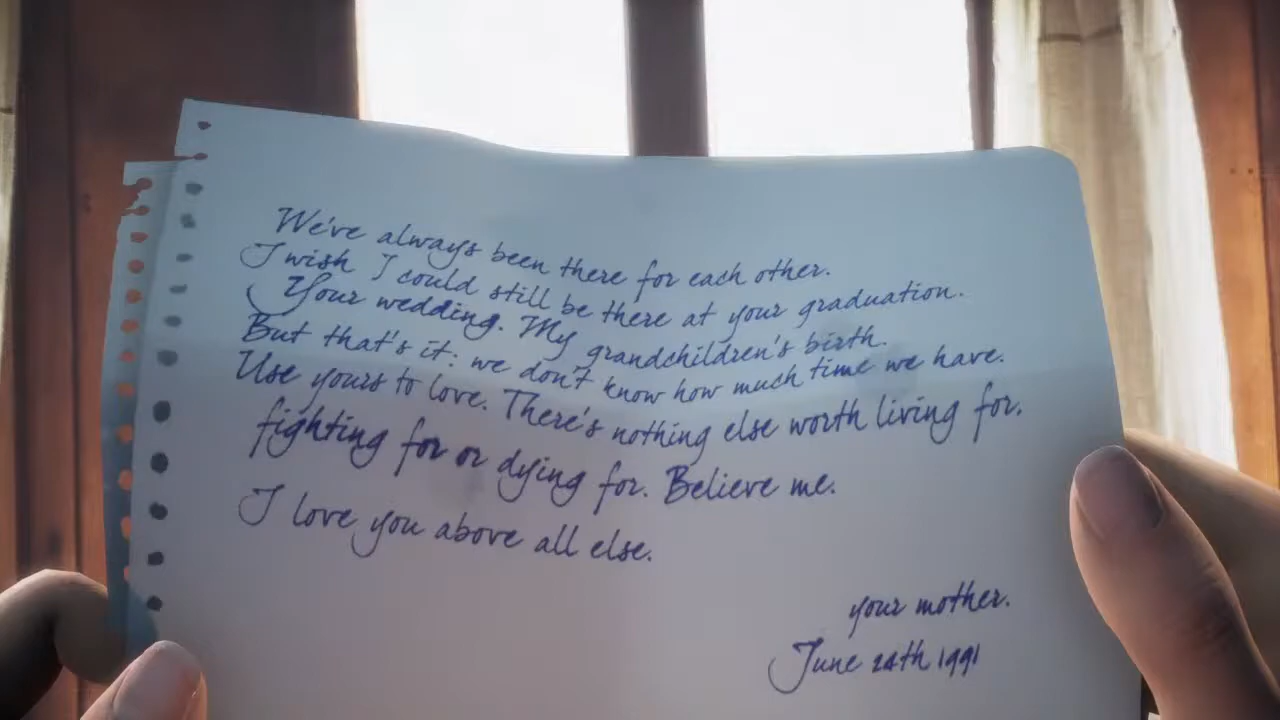 We've always been there for each other.
I wish I could still be there at your graduation.
Your wedding. My grandchildren's birth.
But that's it: we don't know how much time we have.
Use yours to love. There's nothing else worth living for.
fighting for or dying for. Believe me.
I love you above all else.
your mother.
June 24th 1991